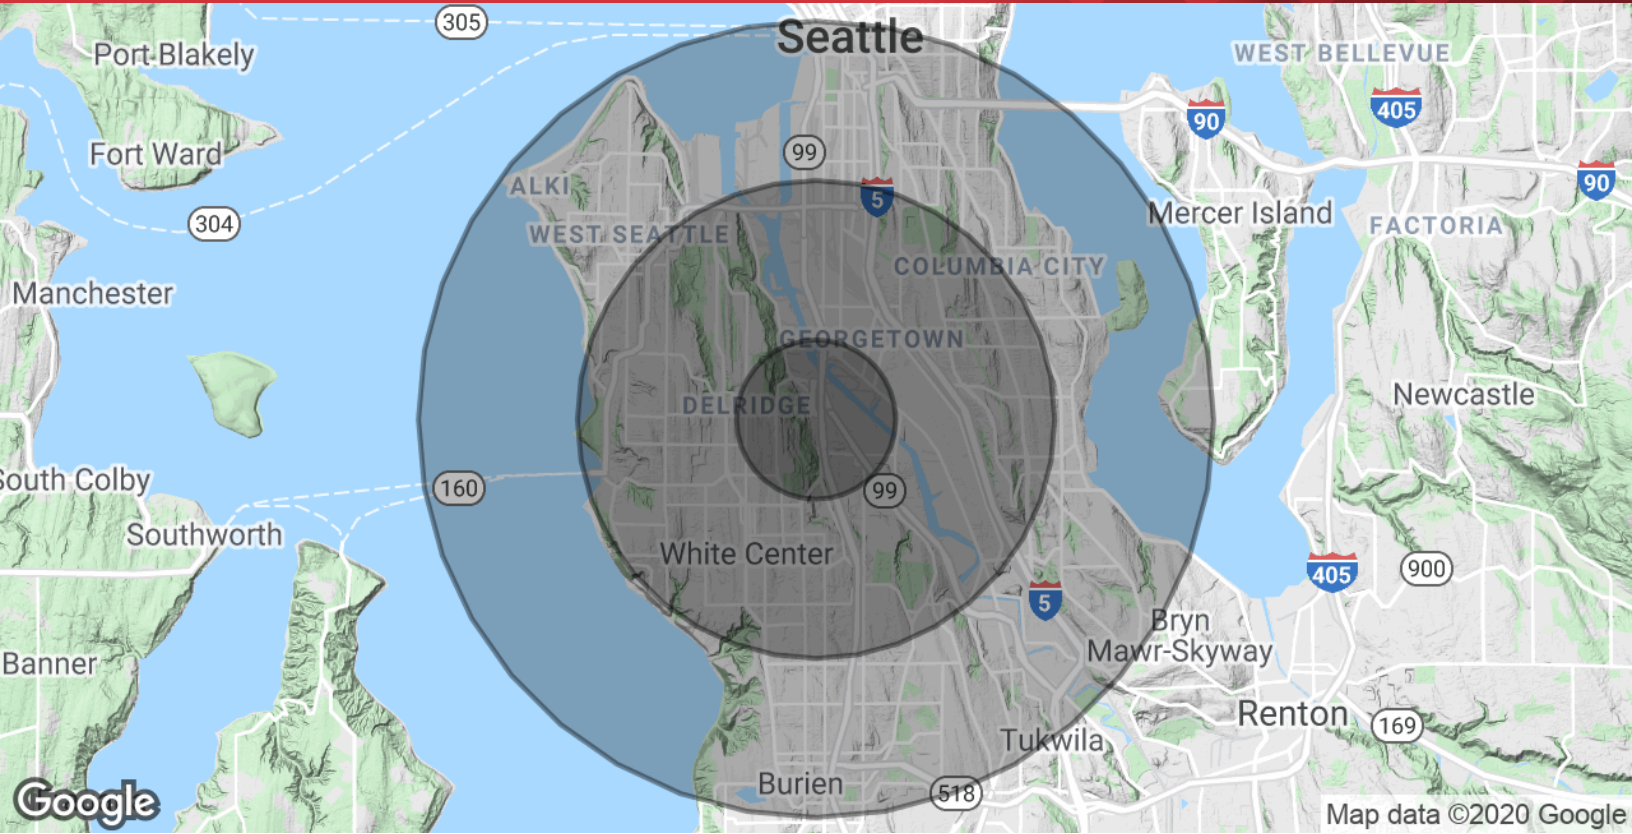 305
Seattle
Port Blakely
WEST BELLEVUE
405
90
Fort Ward
99
ALKI
5
90
304
Mercer Island
WEST SEATTLE
FACTORIA
COLUMBIA CITY
Manchester
GEORGETOWN
Newcastle
DELRIDGE
South Colby
160
99
Southworth
White Center
405
900
5
Bryn
Mawr-Skyway
Banner
Renton
169
Tukwila
Burien
518
Google
Map data ©2020 Google